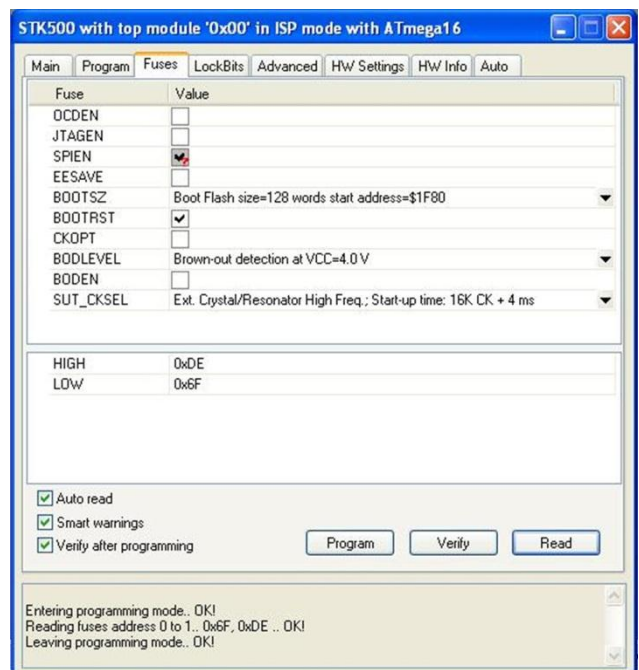 STK500 with top module '0x00' in ISP mode with ATmega16
Main Program Fuses LockBits Advanced HW Settings HW Info Auto
Fuse Value
OCDEN
JTAGEN
SPIEN
EESAVE
BOOTSZ Boot Flash size=128 words start address=$1F80
BOOTRST
CKOPT
BODLEVEL Brown-out detection at VCC=4.0 V
BODEN
SUT_CKSEL Ext. Crystal/Resonator High Freq.; Start-up time: 16K CK + 4 ms
HIGH 0xDE
LOW 0x6F
Auto read
Smart warnings
Verify after programming
Program Verify Read
Entering programming mode.. OK!
Reading fuses address 0 to 1.. 0x6F, 0xDE .. OK!
Leaving programming mode.. OK!